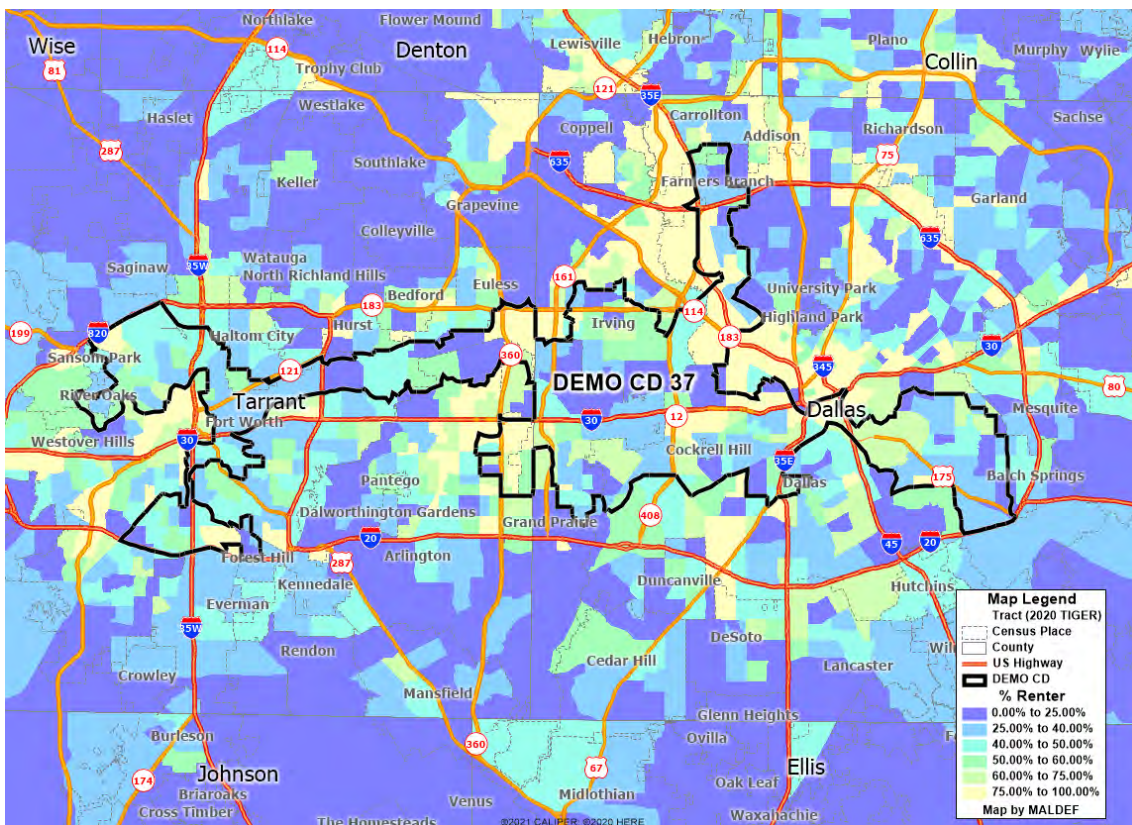 Northlake
Flower Mound
Lewisville
Hebron
Plano
Wise
Denton
Collin
Murphy
Wylie
81
114
Trophy Club
121
35E
Westlake
Haslet
Coppell
Carrollton
Addison
Richardson
Sachse
287
75
Southlake
635
Keller
Farmers Branch
Garland
Grapevine
Colleyville
635
35W
Watauga
Saginaw
North Richland Hills
161
Euless
University Park
Bedford
183
Highland Park
114
199
820
Haltom City
Hurst
Irving
183
30
Sansom Park
360
345
121
DEMO CD 37
80
River Oaks
Tarrant
Dallas
Mesquite
Fort Worth
30
12
Westover Hills
30
Cockrell Hill
35E
Balch Springs
175
Pantego
Dallas
Dalworthington Gardens
Grand Prairie
408
20
Arlington
45
20
Forest Hill
287
Kennedale
Duncanville
Hutchins
Everman
35W
DeSoto
Rendon
Cedar Hill
Lancaster
Wil
Crowley
Mansfield
Glenn Heights
Ovilla
Burleson
360
67
174
Johnson
Ellis
Oak Leaf
Briaroaks
Midlothian
Venus
Cross Timber
Waxahachie
The Homesteads
©2021 CALIPER; ©2020 HERE
Map Legend
Tract (2020 TIGER)
Census Place
County
US Highway
DEMO CD
% Renter
0.00% to 25.00%
25.00% to 40.00%
40.00% to 50.00%
50.00% to 60.00%
60.00% to 75.00%
75.00% to 100.00%
Map by MALDEF